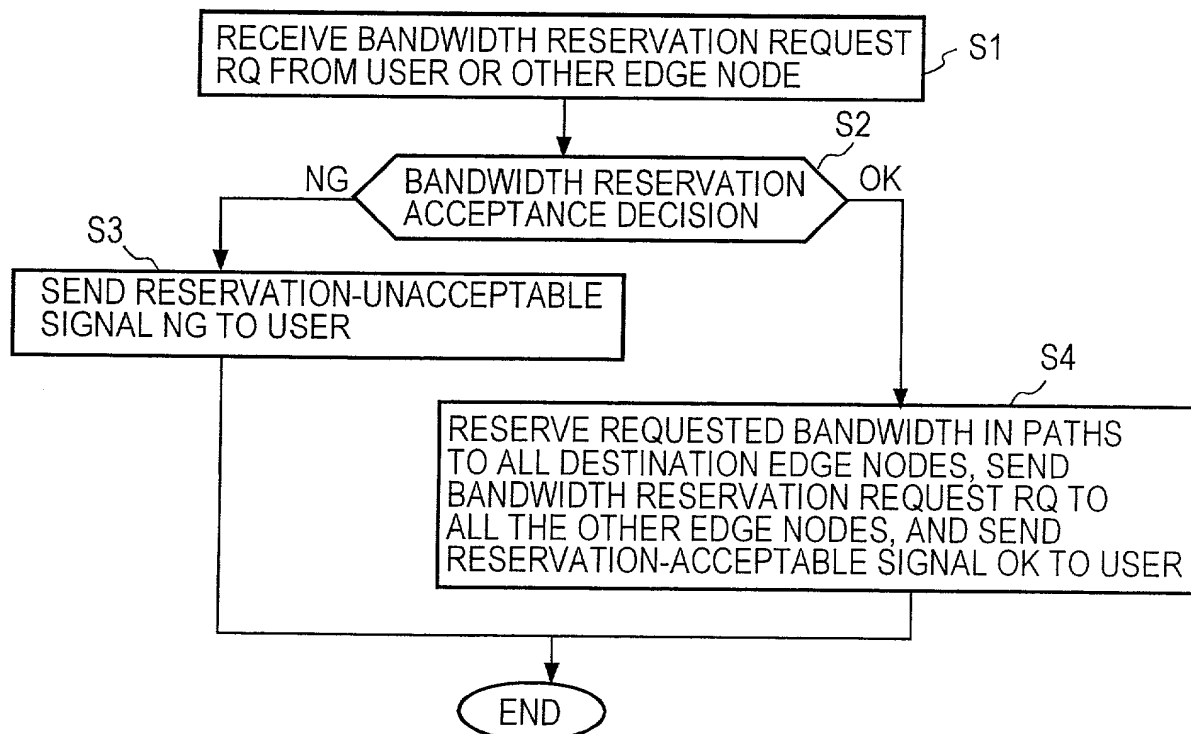 RECEIVE BANDWIDTH RESERVATION REQUEST
RQ FROM USER OR OTHER EDGE NODE
S1
S2
NG
BANDWIDTH RESERVATION
ACCEPTANCE DECISION
OK
S3
SEND RESERVATION-UNACCEPTABLE
SIGNAL NG TO USER
S4
RESERVE REQUESTED BANDWIDTH IN PATHS
TO ALL DESTINATION EDGE NODES, SEND
BANDWIDTH RESERVATION REQUEST RQ TO
ALL THE OTHER EDGE NODES, AND SEND
RESERVATION-ACCEPTABLE SIGNAL OK TO USER
END